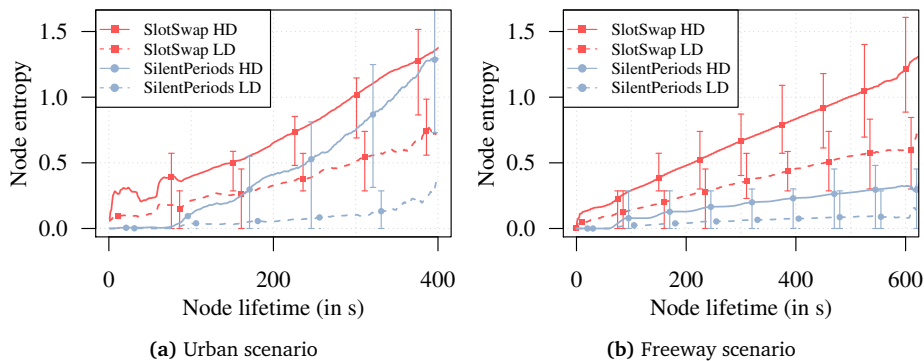 SlotSwap HD
SlotSwap LD
SilentPeriods HD
SilentPeriods LD
Node entropy
1.5
1.0
0.5
0.0
0
200
400
Node lifetime (in s)
(a) Urban scenario
SlotSwap HD
SlotSwap LD
SilentPeriods HD
SilentPeriods LD
Node entropy
1.5
1.0
0.5
0.0
0
200
400
600
Node lifetime (in s)
(b) Freeway scenario